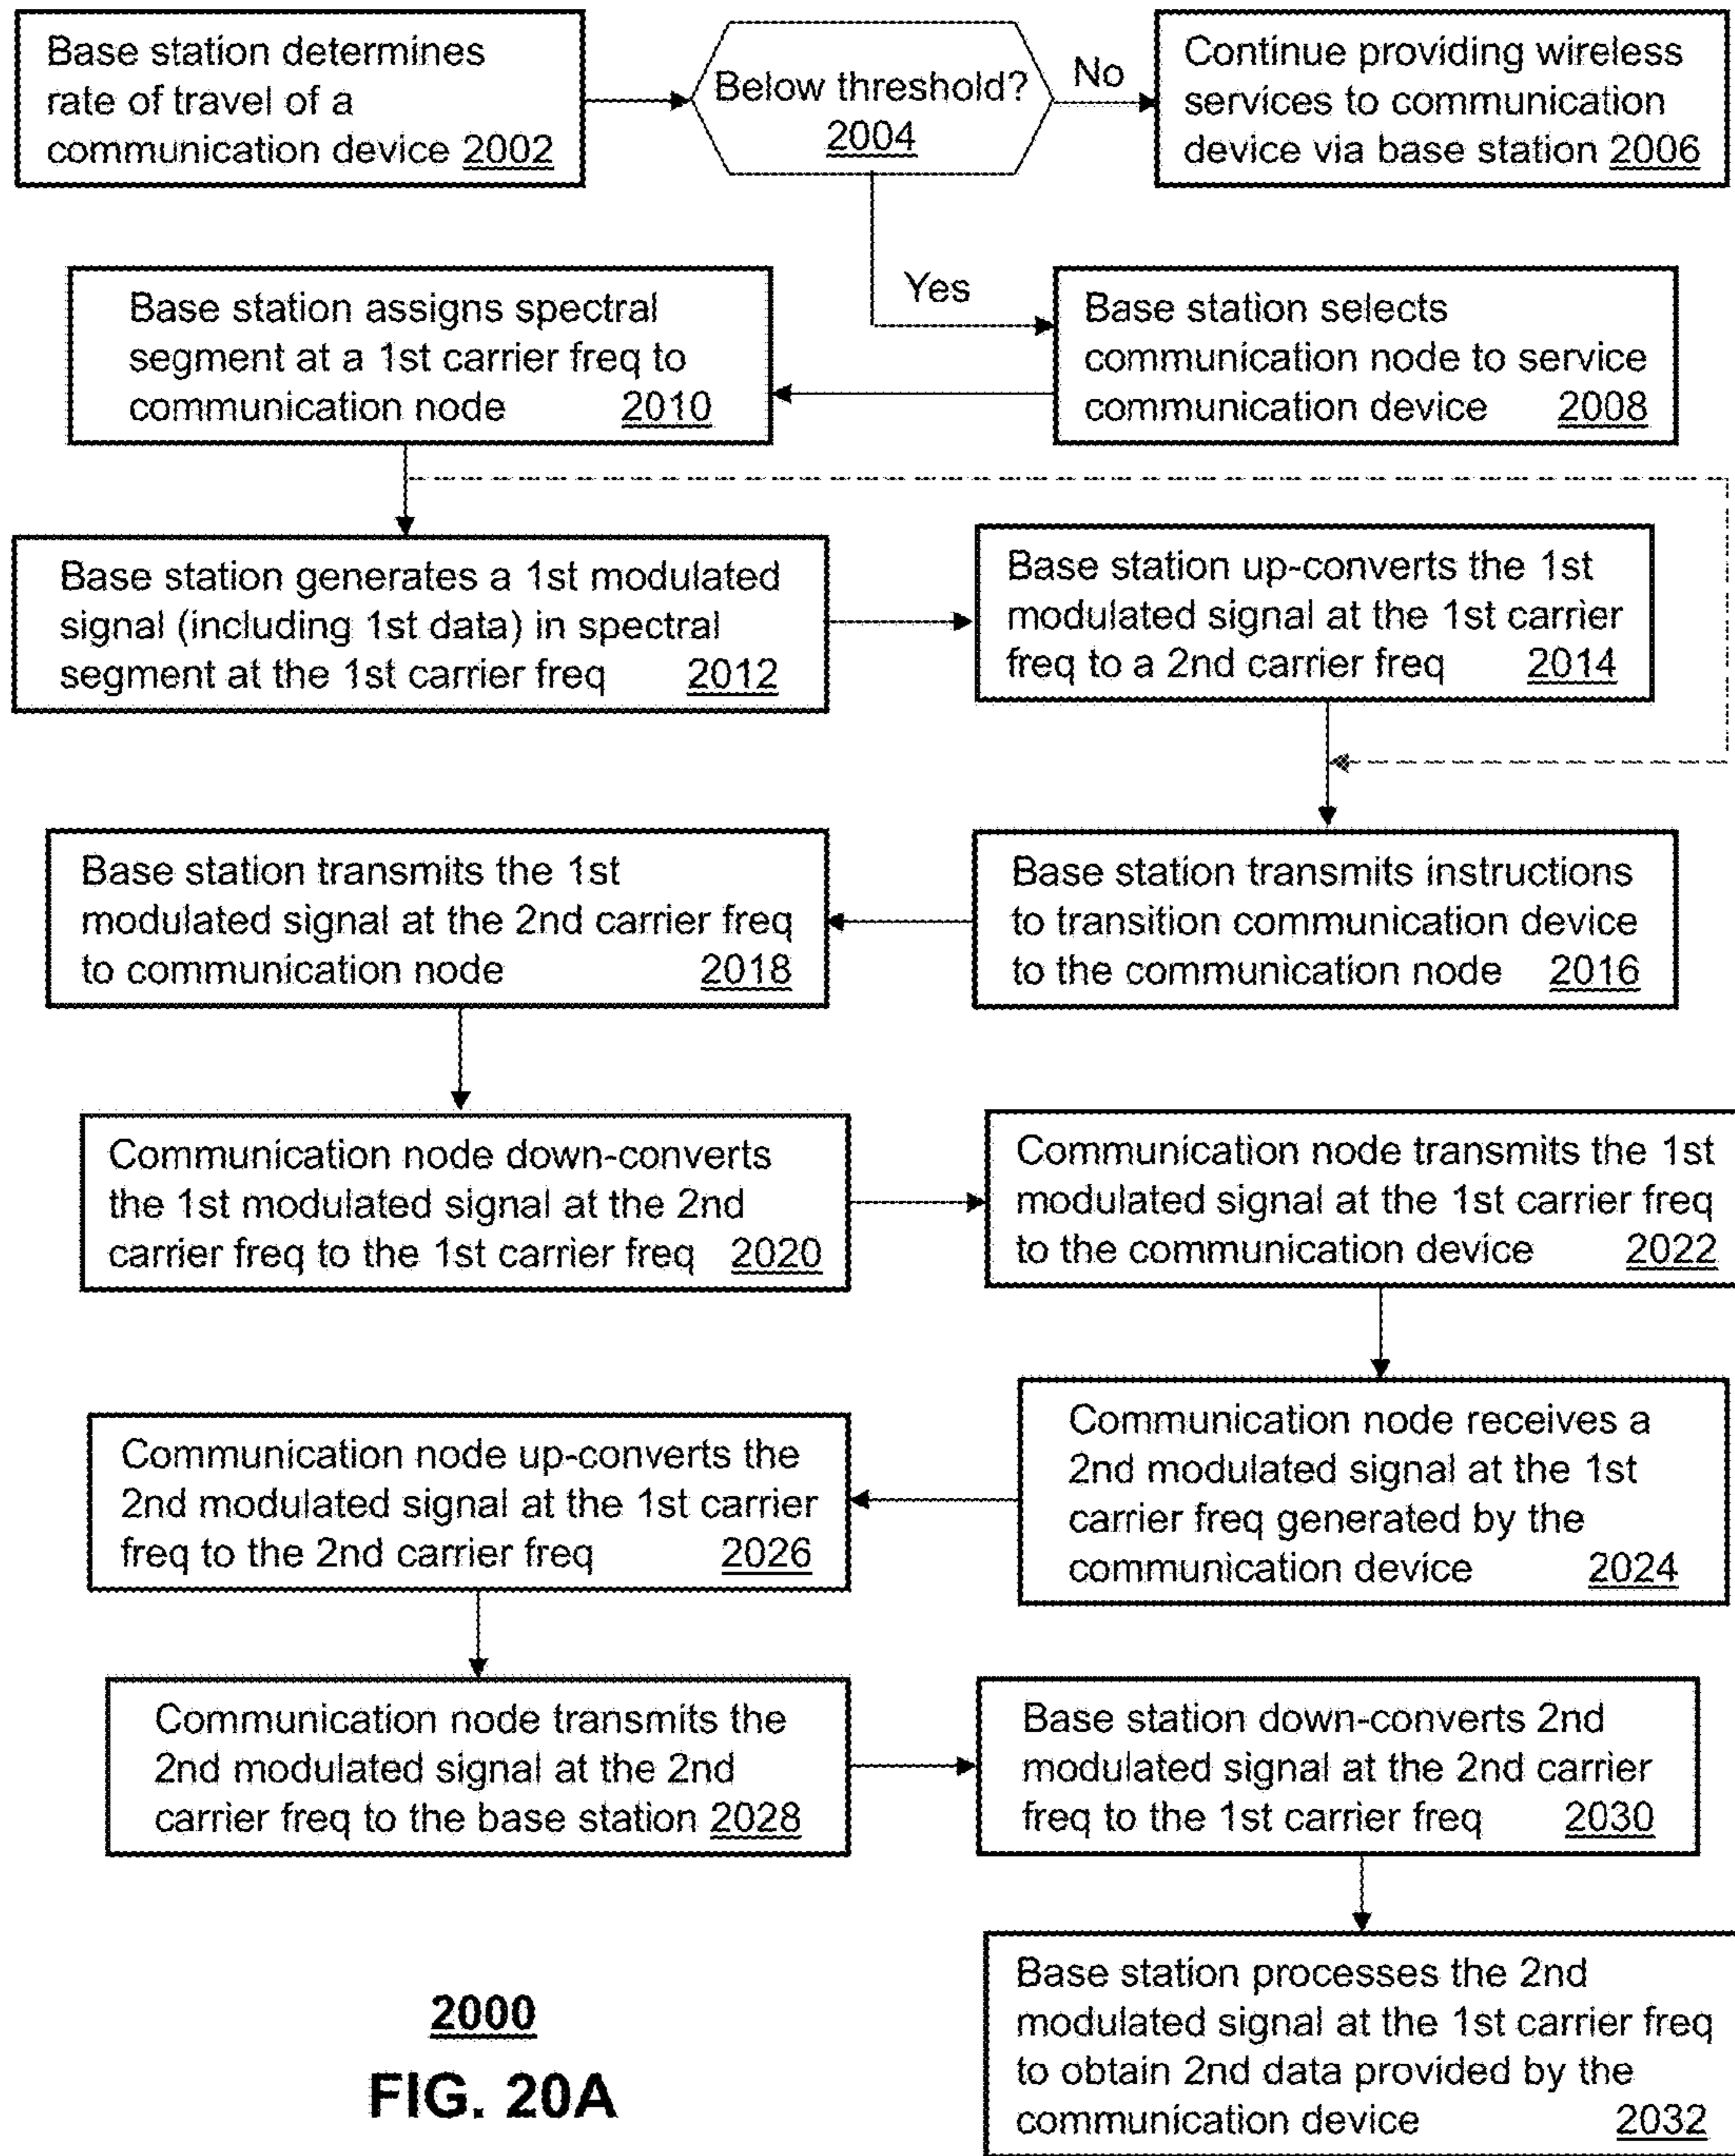 Base station determines
rate of travel of a
communication device 2002
Below threshold?
2004
No
Continue providing wireless
services to communication
device via base station 2006
Yes
Base station selects
communication node to service
communication device 2008
Base station assigns spectral
segment at a 1st carrier freq to
communication node 2010
Base station generates a 1st modulated
signal (including 1st data) in spectral
segment at the 1st carrier freq 2012
Base station up-converts the 1st
modulated signal at the 1st carrier
freq to a 2nd carrier freq 2014
Base station transmits instructions
to transition communication device
to the communication node 2016
Base station transmits the 1st
modulated signal at the 2nd carrier freq
to communication node 2018
Communication node down-converts
the 1st modulated signal at the 2nd
carrier freq to the 1st carrier freq 2020
Communication node transmits the 1st
modulated signal at the 1st carrier freq
to the communication device 2022
Communication node receives a
2nd modulated signal at the 1st
carrier freq generated by the
communication device 2024
Communication node up-converts the
2nd modulated signal at the 1st carrier
freq to the 2nd carrier freq 2026
Communication node transmits the
2nd modulated signal at the 2nd
carrier freq to the base station 2028
Base station down-converts 2nd
modulated signal at the 2nd carrier
freq to the 1st carrier freq 2030
Base station processes the 2nd
modulated signal at the 1st carrier freq
to obtain 2nd data provided by the
communication device 2032
2000
FIG. 20A